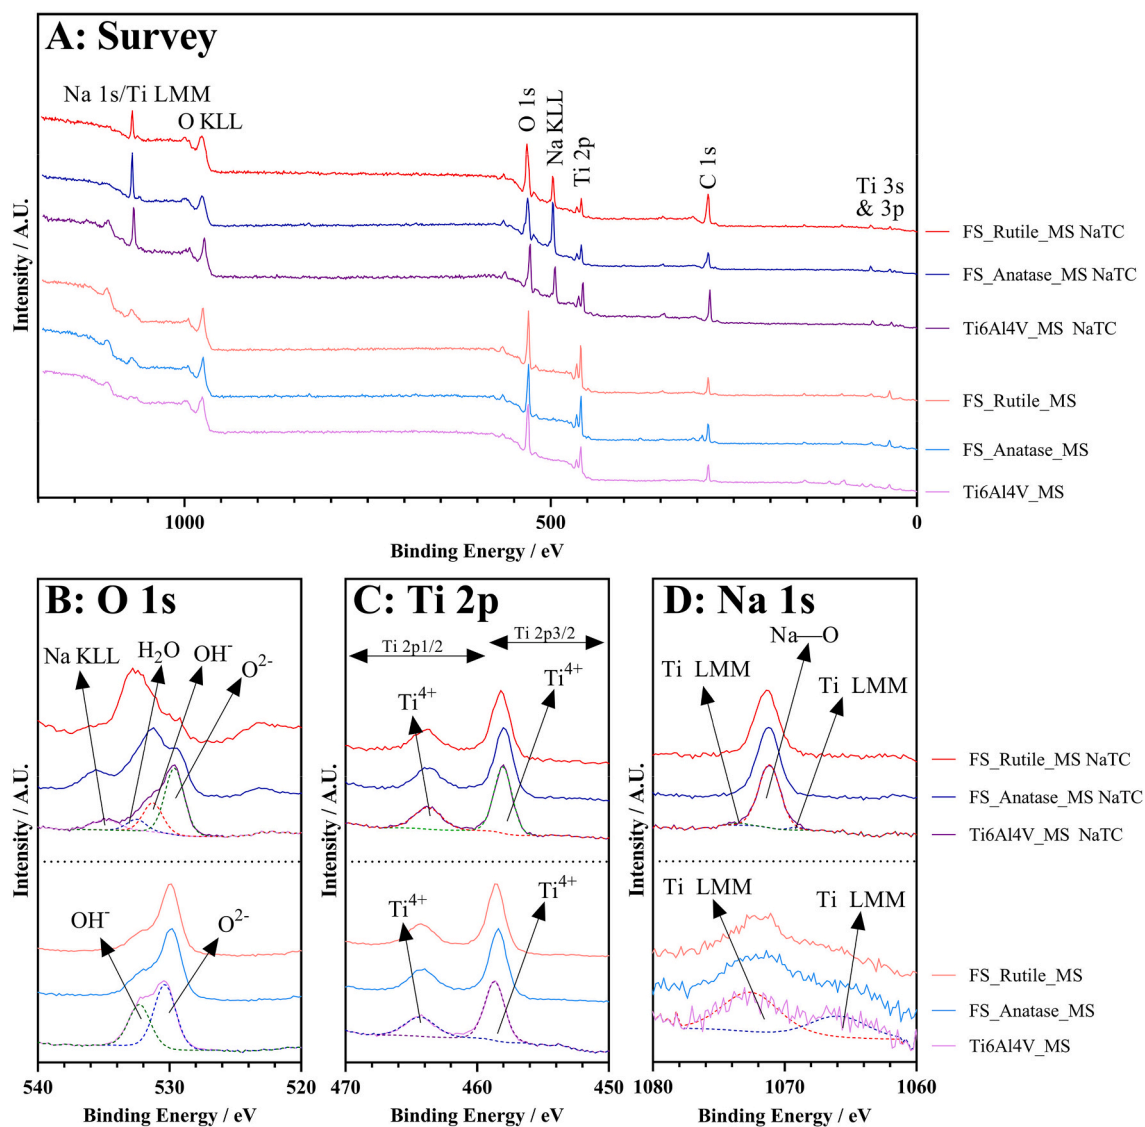 A: Survey
Na 1s/Ti LMM
O KLL
O 1s
Na KLL
Ti 2p
C 1s
Ti 3s
& 3p
Intensity / A.U.
FS_Rutile_MS NaTC
FS_Anatase_MS NaTC
Ti6Al4V_MS NaTC
FS_Rutile_MS
FS_Anatase_MS
Ti6Al4V_MS
1000 500 0
Binding Energy / eV
B: O 1s
Na KLL
H₂O
OH⁻
O²⁻
Intensity / A.U.
OH⁻
O²⁻
Intensity / A.U.
540 530 520
Binding Energy / eV
C: Ti 2p
Ti 2p1/2
Ti 2p3/2
Ti⁴⁺
Ti⁴⁺
Intensity / A.U.
Ti⁴⁺
Ti⁴⁺
Intensity / A.U.
470 460 450
Binding Energy / eV
D: Na 1s
Na—O
Ti LMM
Ti LMM
Intensity / A.U.
Ti LMM
Ti LMM
Intensity / A.U.
1080 1070 1060
Binding Energy / eV
FS_Rutile_MS NaTC
FS_Anatase_MS NaTC
Ti6Al4V_MS NaTC
FS_Rutile_MS
FS_Anatase_MS
Ti6Al4V_MS